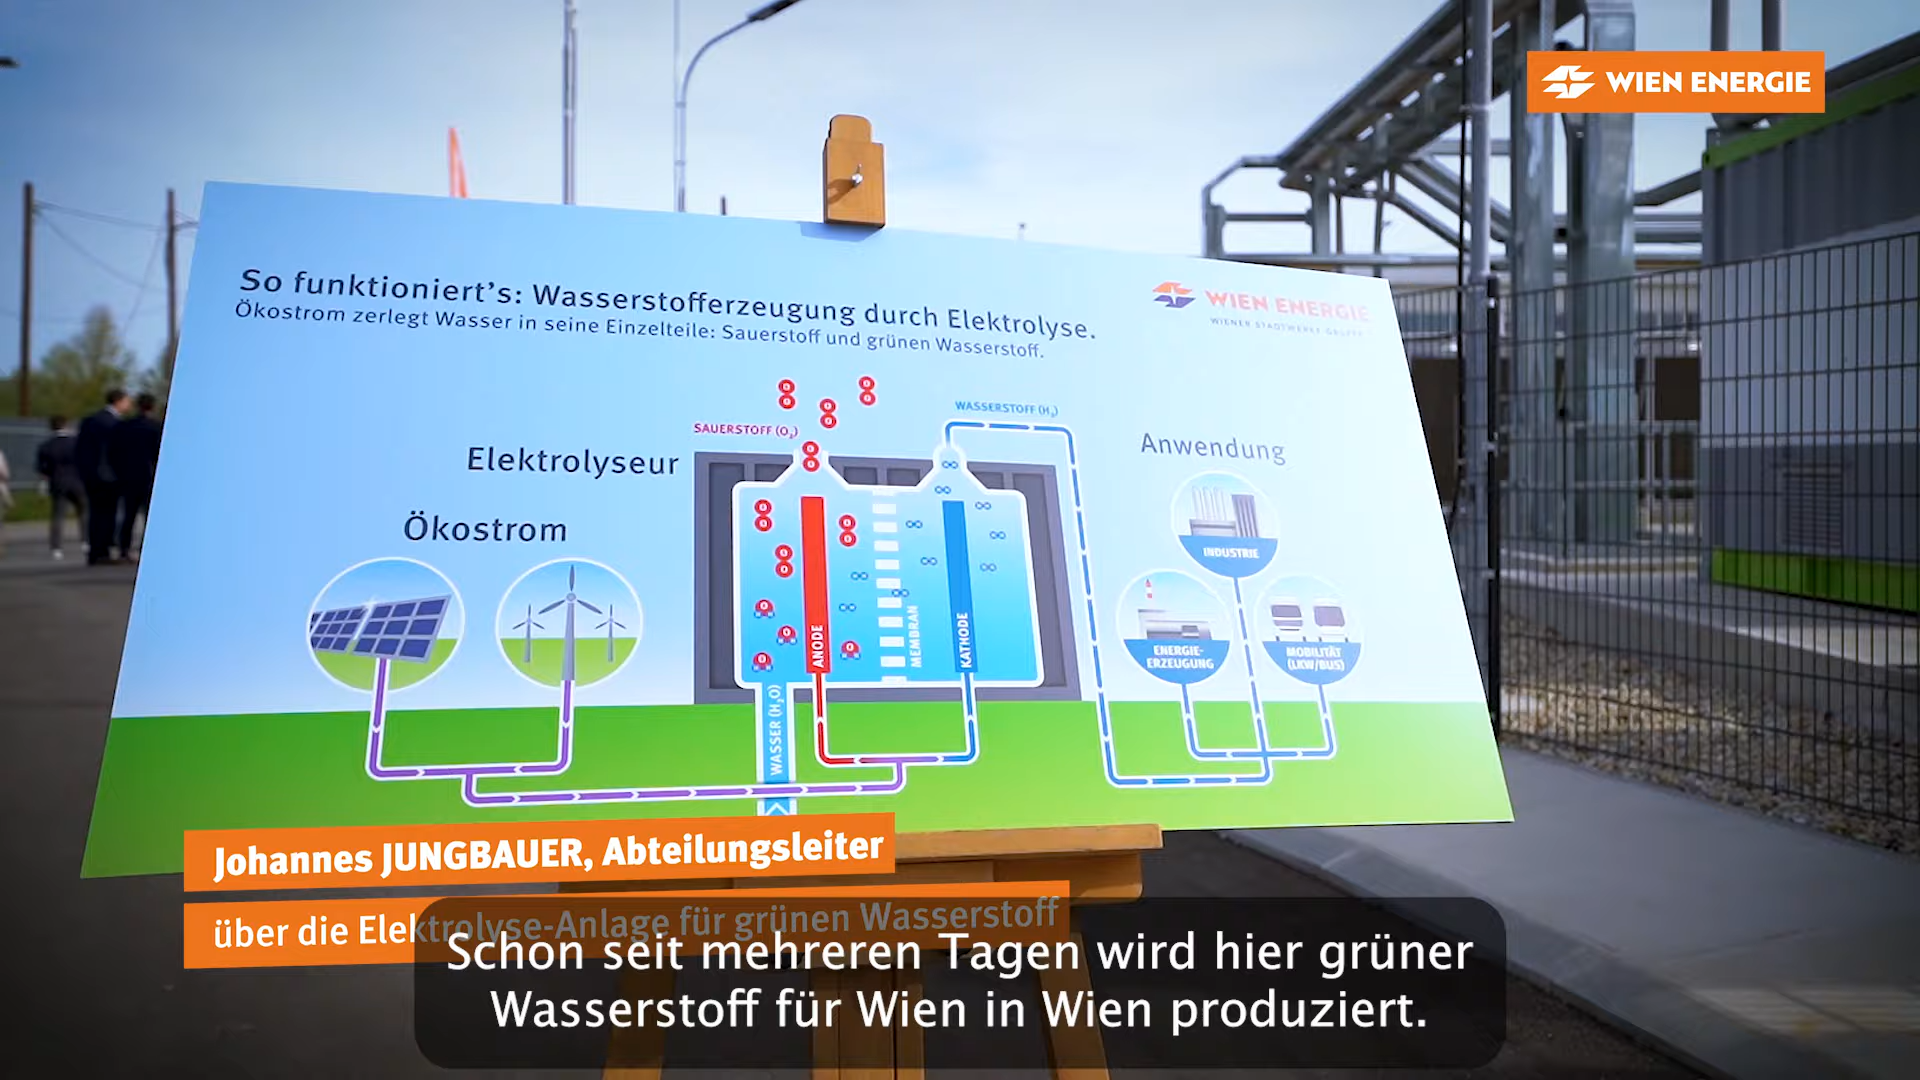 WIEN ENERGIE
So funktioniert's: Wasserstofferzeugung durch Elektrolyse.
Ökostrom zerlegt Wasser in seine Einzelteile: Sauerstoff und grünen Wasserstoff.
WIEN ENERGIE
WIENER STADTWERKE GRUPPE
WASSERSTOFF (H₂)
SAUERSTOFF (O₂)
Elektrolyseur
Anwendung
Ökostrom
INDUSTRIE
ANODE
MEMBRAN
KATHODE
ENERGIE-
ERZEUGUNG
MOBILITÄT
(LKW/BUS)
WASSER (H₂O)
Johannes JUNGBAUER, Abteilungsleiter
über die Elektrolyse-Anlage für grünen Wasserstoff
Schon seit mehreren Tagen wird hier grüner
Wasserstoff für Wien in Wien produziert.